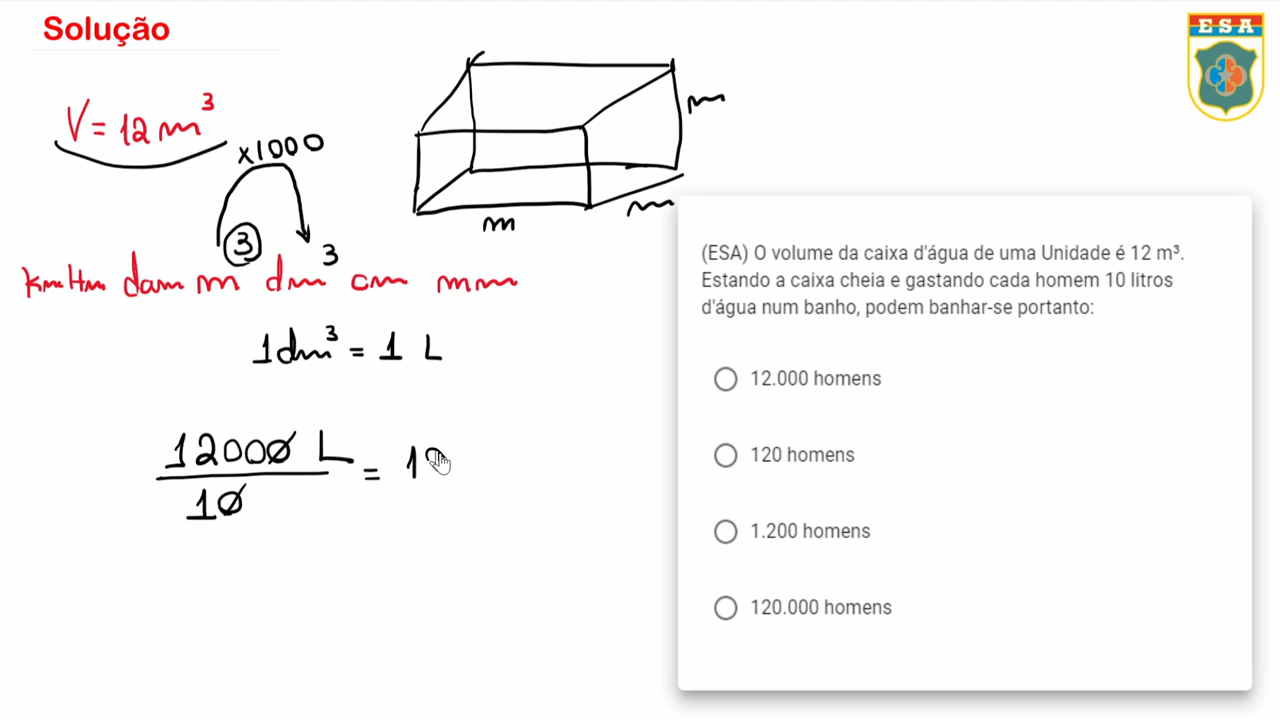 Solução
ESA
V = 12 m³
x1000
3
3
km Hm dam m dm cm mm
m
m
m
1 dm³ = 1 L
12000 L
10
= 1
(ESA) O volume da caixa d'água de uma Unidade é 12 m³.
Estando a caixa cheia e gastando cada homem 10 litros
d'água num banho, podem banhar-se portanto:
12.000 homens
120 homens
1.200 homens
120.000 homens